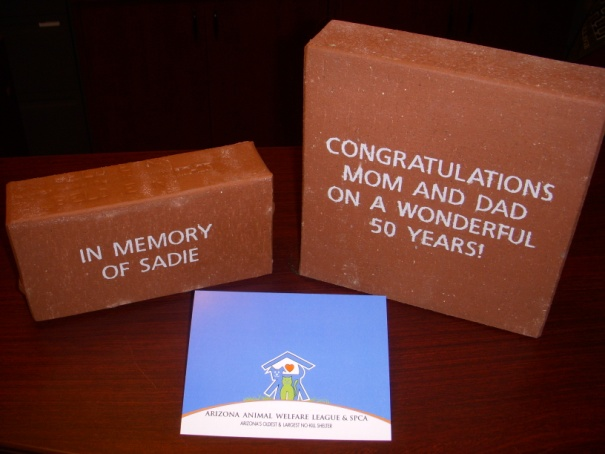 IN MEMORY
OF SADIE
CONGRATULATIONS
MOM AND DAD
ON A WONDERFUL
50 YEARS!
ARIZONA ANIMAL WELFARE LEAGUE & SPCA
ARIZONA'S OLDEST & LARGEST NO KILL SHELTER